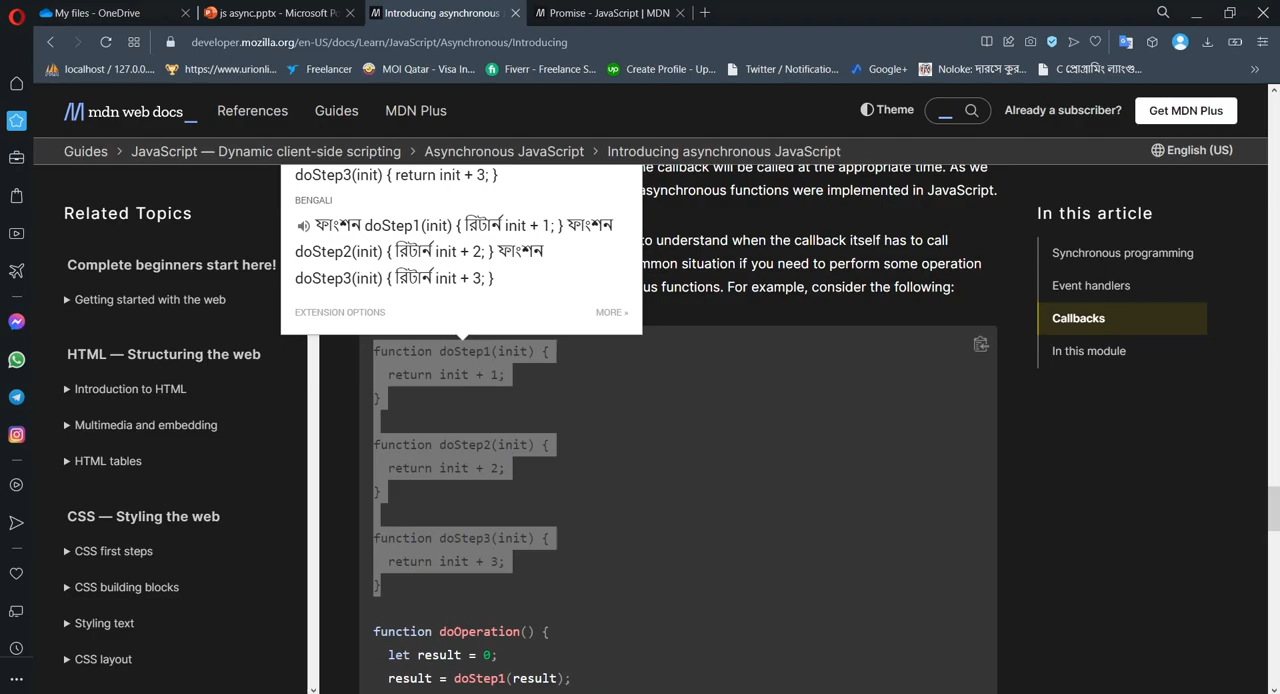 My files - OneDrive
js async.pptx - Microsoft Po
Introducing asynchronous
Promise - JavaScript | MDN
developer.mozilla.org/en-US/docs/Learn/JavaScript/Asynchronous/Introducing
localhost / 127.0.0....
https://www.urionli...
Freelancer
MOI Qatar - Visa In...
Fiverr - Freelance S...
Create Profile - Up...
Twitter / Notificatio...
Google+
Noloke: দারসে কুর...
C প্রোগ্রামিং ল্যাংগু...
mdn web docs
References
Guides
MDN Plus
Theme
Already a subscriber?
Get MDN Plus
Guides > JavaScript — Dynamic client-side scripting > Asynchronous JavaScript > Introducing asynchronous JavaScript
English (US)
Related Topics
Complete beginners start here!
Getting started with the web
HTML — Structuring the web
Introduction to HTML
Multimedia and embedding
HTML tables
CSS — Styling the web
CSS first steps
CSS building blocks
Styling text
CSS layout
doStep3(init) { return init + 3; }
BENGALI
ফাংশন doStep1(init) { রিটার্ন init + 1; } ফাংশন
doStep2(init) { রিটার্ন init + 2; } ফাংশন
doStep3(init) { রিটার্ন init + 3; }
EXTENSION OPTIONS
MORE »
e callback will be called at the appropriate time. As we
asynchronous functions were implemented in JavaScript.
to understand when the callback itself has to call
mmon situation if you need to perform some operation
us functions. For example, consider the following:
function doStep1(init) {
return init + 1;
}
function doStep2(init) {
return init + 2;
}
function doStep3(init) {
return init + 3;
}
function doOperation() {
let result = 0;
result = doStep1(result);
In this article
Synchronous programming
Event handlers
Callbacks
In this module